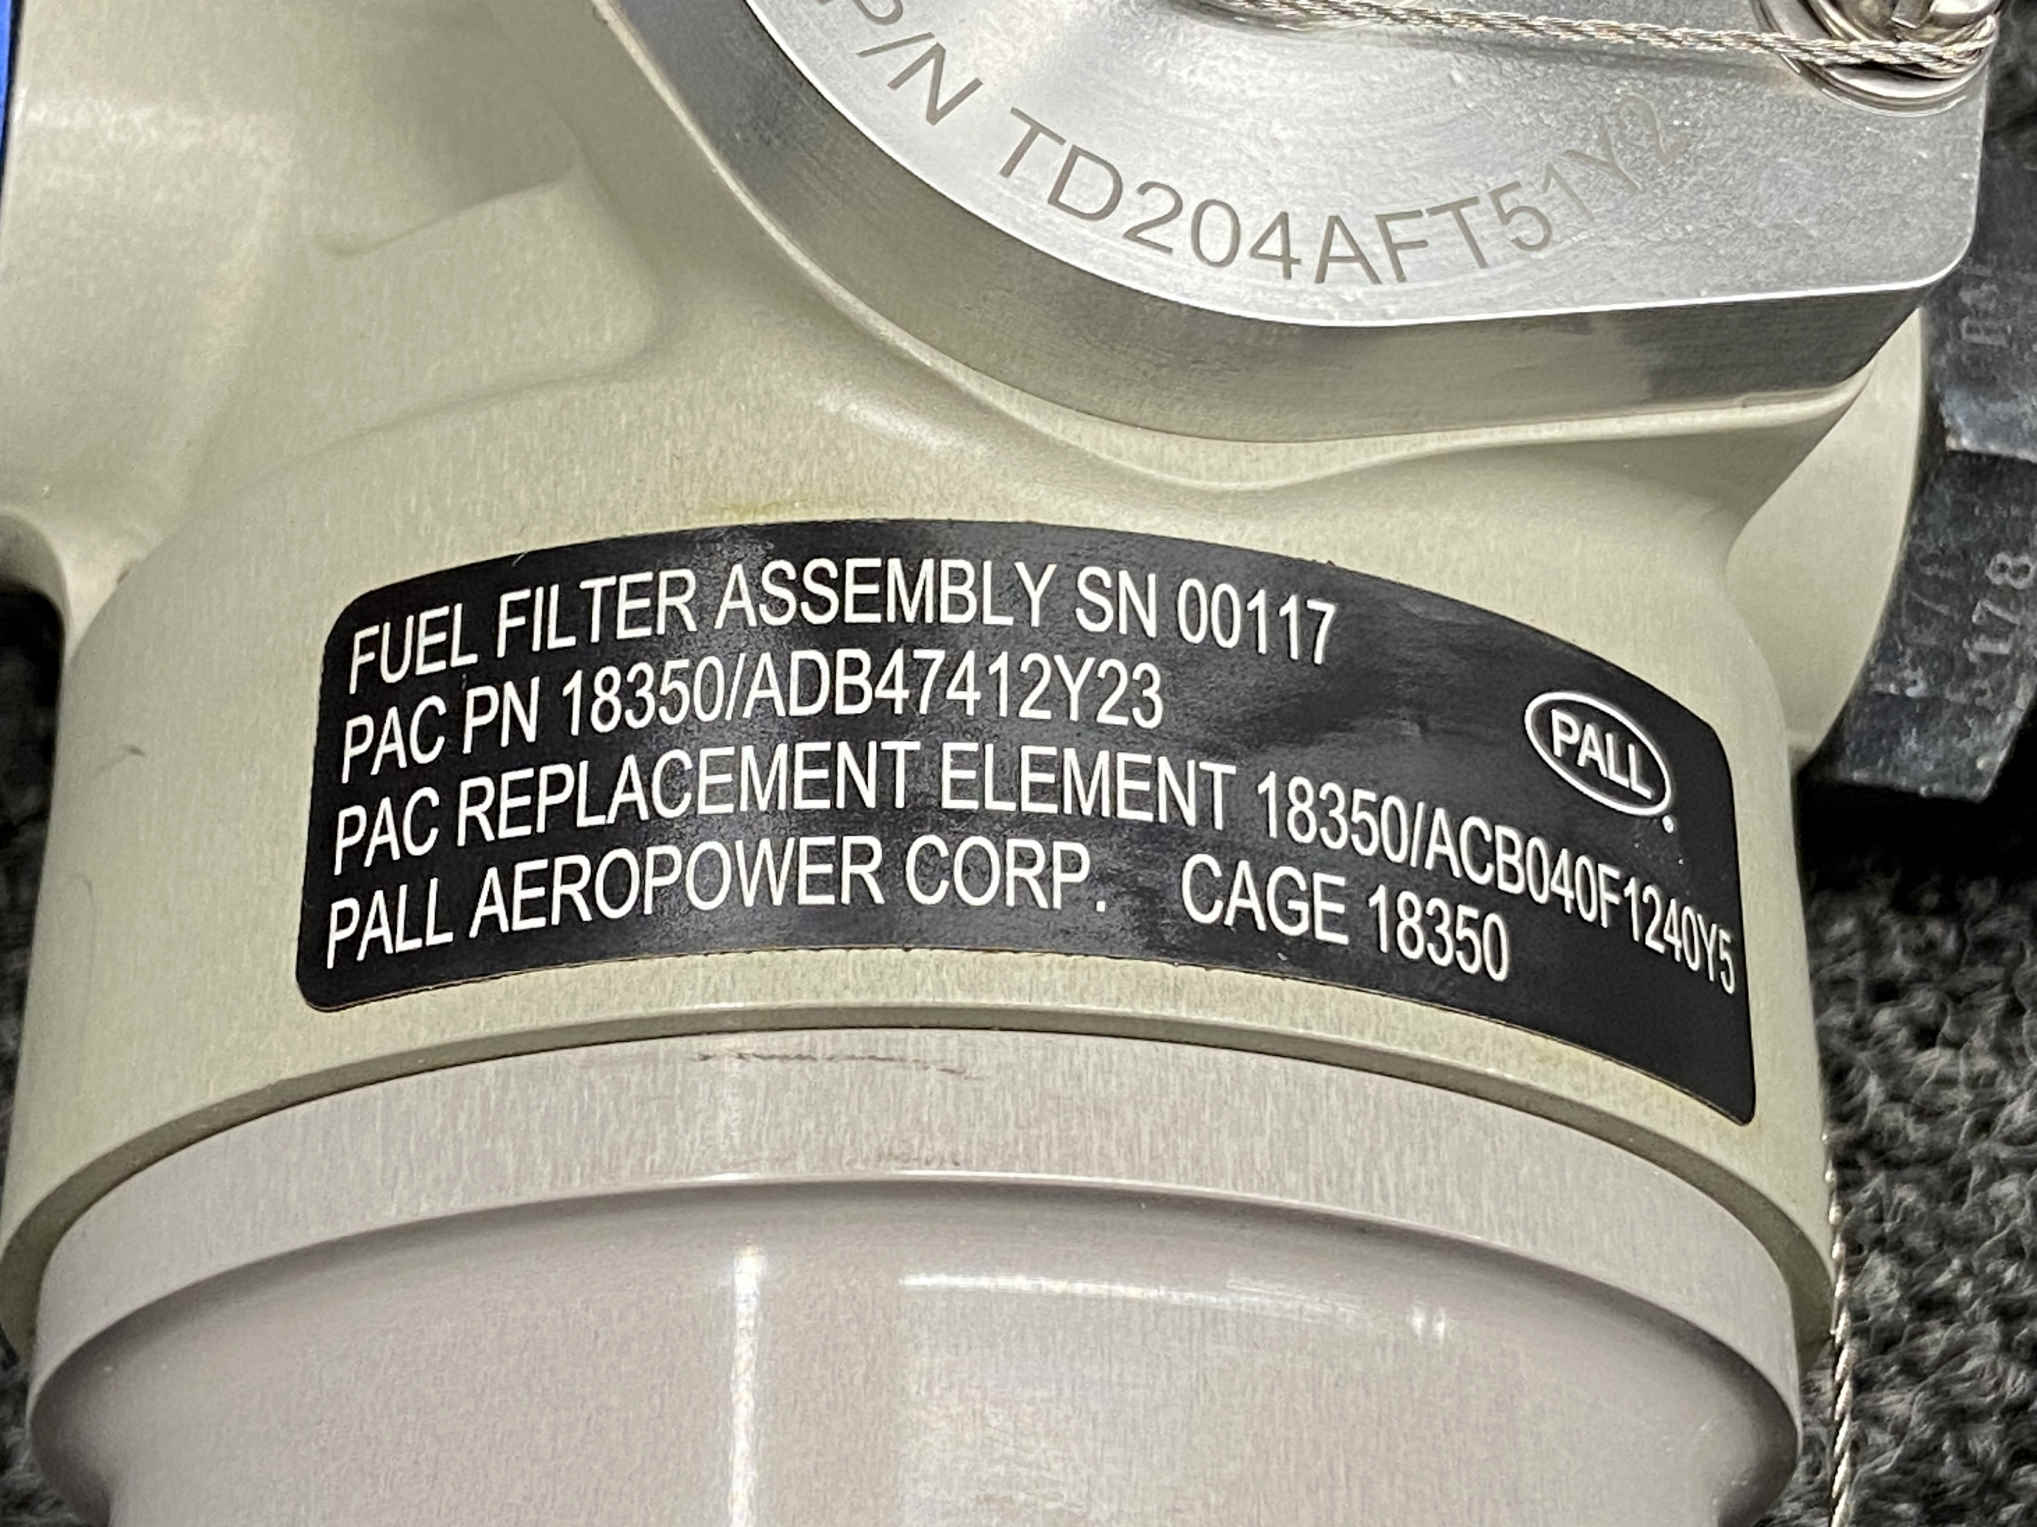 P/N TD204AFT51Y2
FUEL FILTER ASSEMBLY SN 00117
PAC PN 18350/ADB47412Y23
PALL
PAC REPLACEMENT ELEMENT 18350/ACB040F1240Y5
PALL AEROPOWER CORP. CAGE 18350